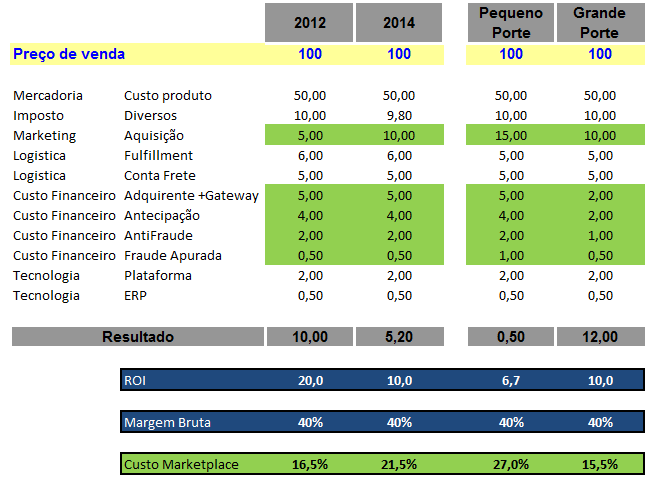 2012 2014 Pequeno Porte Grande Porte
Preço de venda 100 100 100 100
Mercadoria Custo produto 50,00 50,00 50,00 50,00
Imposto Diversos 10,00 9,80 10,00 10,00
Marketing Aquisição 5,00 10,00 15,00 10,00
Logistica Fulfillment 6,00 6,00 5,00 5,00
Logistica Conta Frete 5,00 5,00 5,00 5,00
Custo Financeiro Adquirente +Gateway 5,00 5,00 5,00 2,00
Custo Financeiro Antecipação 4,00 4,00 4,00 2,00
Custo Financeiro AntiFraude 2,00 2,00 2,00 1,00
Custo Financeiro Fraude Apurada 0,50 0,50 1,00 0,50
Tecnologia Plataforma 2,00 2,00 2,00 2,00
Tecnologia ERP 0,50 0,50 0,50 0,50
Resultado 10,00 5,20 0,50 12,00
ROI 20,0 10,0 6,7 10,0
Margem Bruta 40% 40% 40% 40%
Custo Marketplace 16,5% 21,5% 27,0% 15,5%